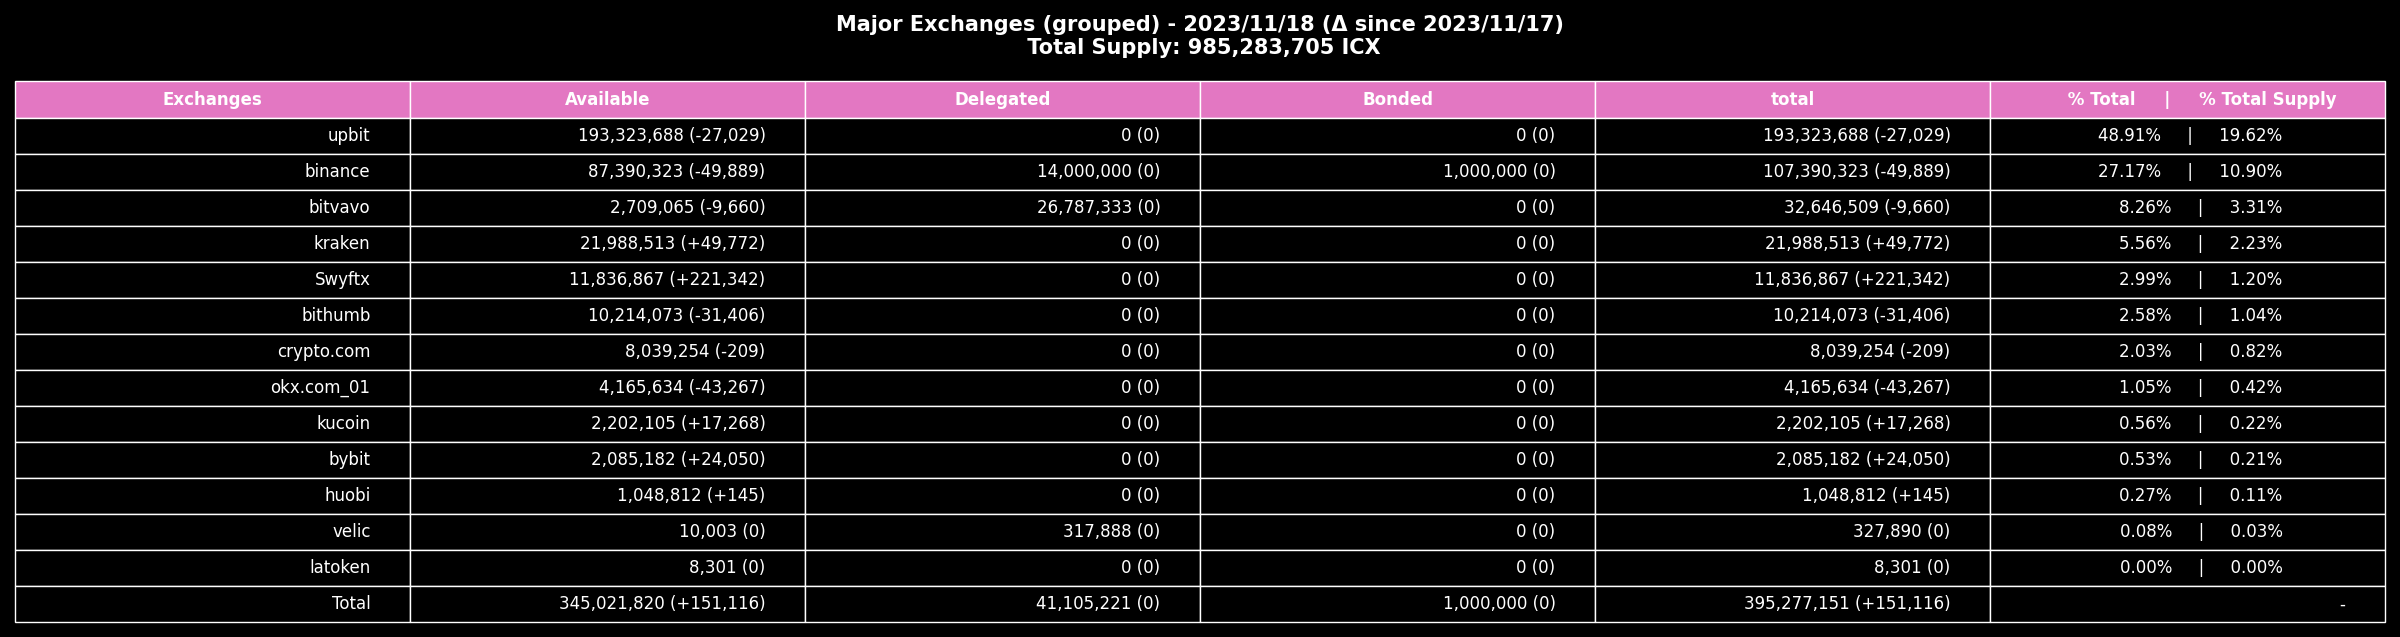 Major Exchanges (grouped) - 2023/11/18 (Δ since 2023/11/17)
Total Supply: 985,283,705 ICX
Exchanges Available Delegated Bonded total % Total | % Total Supply
upbit 193,323,688 (-27,029) 0 (0) 0 (0) 193,323,688 (-27,029) 48.91% | 19.62%
binance 87,390,323 (-49,889) 14,000,000 (0) 1,000,000 (0) 107,390,323 (-49,889) 27.17% | 10.90%
bitvavo 2,709,065 (-9,660) 26,787,333 (0) 0 (0) 32,646,509 (-9,660) 8.26% | 3.31%
kraken 21,988,513 (+49,772) 0 (0) 0 (0) 21,988,513 (+49,772) 5.56% | 2.23%
Swyftx 11,836,867 (+221,342) 0 (0) 0 (0) 11,836,867 (+221,342) 2.99% | 1.20%
bithumb 10,214,073 (-31,406) 0 (0) 0 (0) 10,214,073 (-31,406) 2.58% | 1.04%
crypto.com 8,039,254 (-209) 0 (0) 0 (0) 8,039,254 (-209) 2.03% | 0.82%
okx.com_01 4,165,634 (-43,267) 0 (0) 0 (0) 4,165,634 (-43,267) 1.05% | 0.42%
kucoin 2,202,105 (+17,268) 0 (0) 0 (0) 2,202,105 (+17,268) 0.56% | 0.22%
bybit 2,085,182 (+24,050) 0 (0) 0 (0) 2,085,182 (+24,050) 0.53% | 0.21%
huobi 1,048,812 (+145) 0 (0) 0 (0) 1,048,812 (+145) 0.27% | 0.11%
velic 10,003 (0) 317,888 (0) 0 (0) 327,890 (0) 0.08% | 0.03%
latoken 8,301 (0) 0 (0) 0 (0) 8,301 (0) 0.00% | 0.00%
Total 345,021,820 (+151,116) 41,105,221 (0) 1,000,000 (0) 395,277,151 (+151,116) -